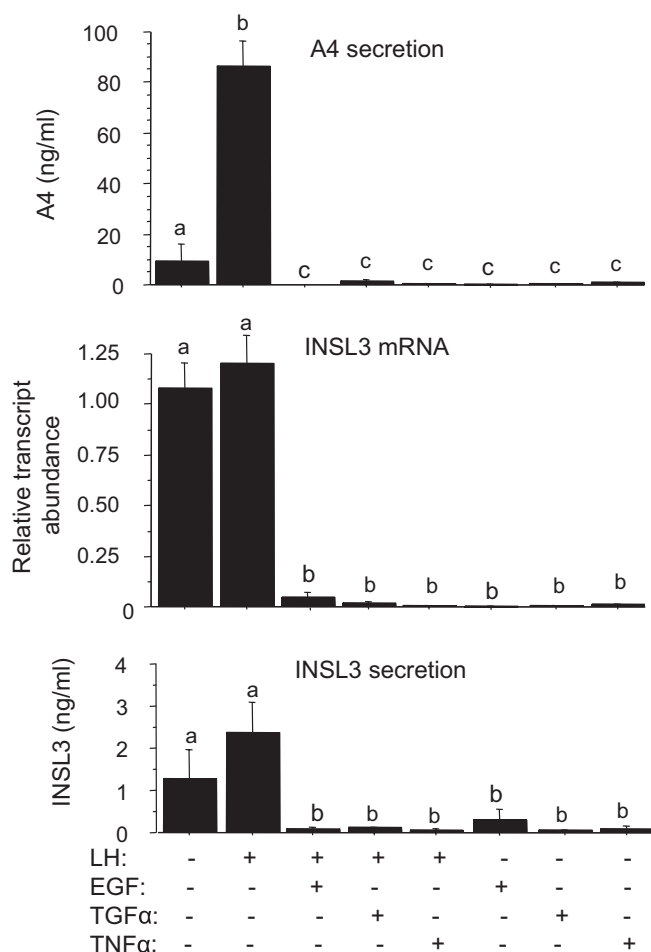 b
100
A4 secretion
80
60
40
20
0
A4 (ng/ml)
a
c c c c c c
a
a
INSL3 mRNA
1.25
1.00
0.75
0.50
0.25
0
Relative transcript
abundance
b b b b b b
4
INSL3 secretion
3
2
1
0
INSL3 (ng/ml)
a
a
b b b b b b
LH: - + + + + - - -
EGF: - - + - - + - -
TGFα: - - - + - - + -
TNFα: - - - - + - - +